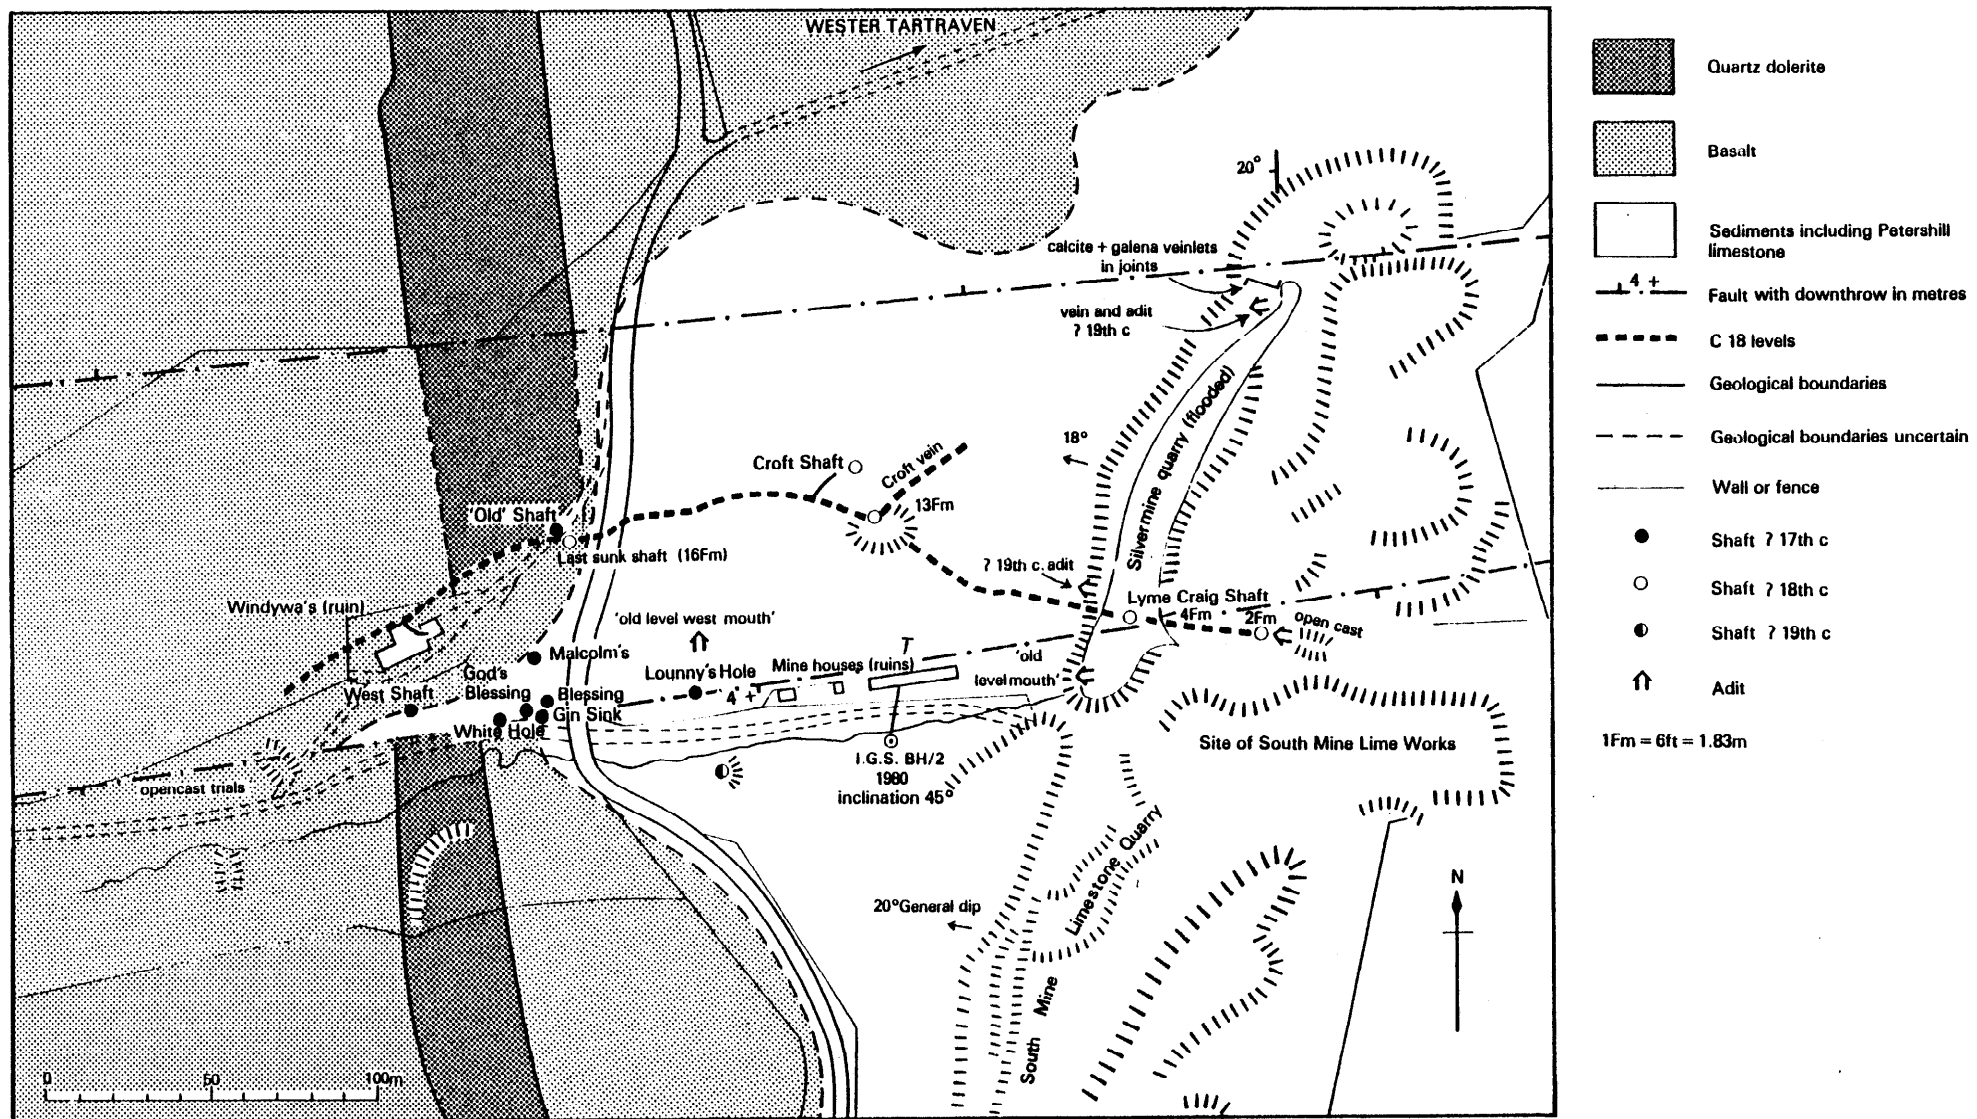 WESTER TARTRAVEN
20°
calcite + galena veinlets
in joints
vein and adit
? 19th c
Silvermine quarry (flooded)
18°
Croft Shaft
Croft vein
13Fm
'Old' Shaft
Last sunk shaft (16Fm)
? 19th c. adit
Lyme Craig Shaft
4Fm
2Fm
open cast
Windywa's (ruin)
'old level west mouth'
Malcolm's
God's
Blessing
West Shaft
Blessing
Gin Sink
White Hole
Lounny's Hole
4 +
Mine houses (ruins)
T
'old
level mouth'
opencast trials
I.G.S. BH/2
1980
inclination 45°
Site of South Mine Lime Works
20° General dip
South Mine Limestone Quarry
N
0 50 100m
Quartz dolerite
Basalt
Sediments including Petershill
limestone
4 +
Fault with downthrow in metres
C 18 levels
Geological boundaries
Geological boundaries uncertain
Wall or fence
Shaft ? 17th c
Shaft ? 18th c
Shaft ? 19th c
Adit
1Fm = 6ft = 1.83m